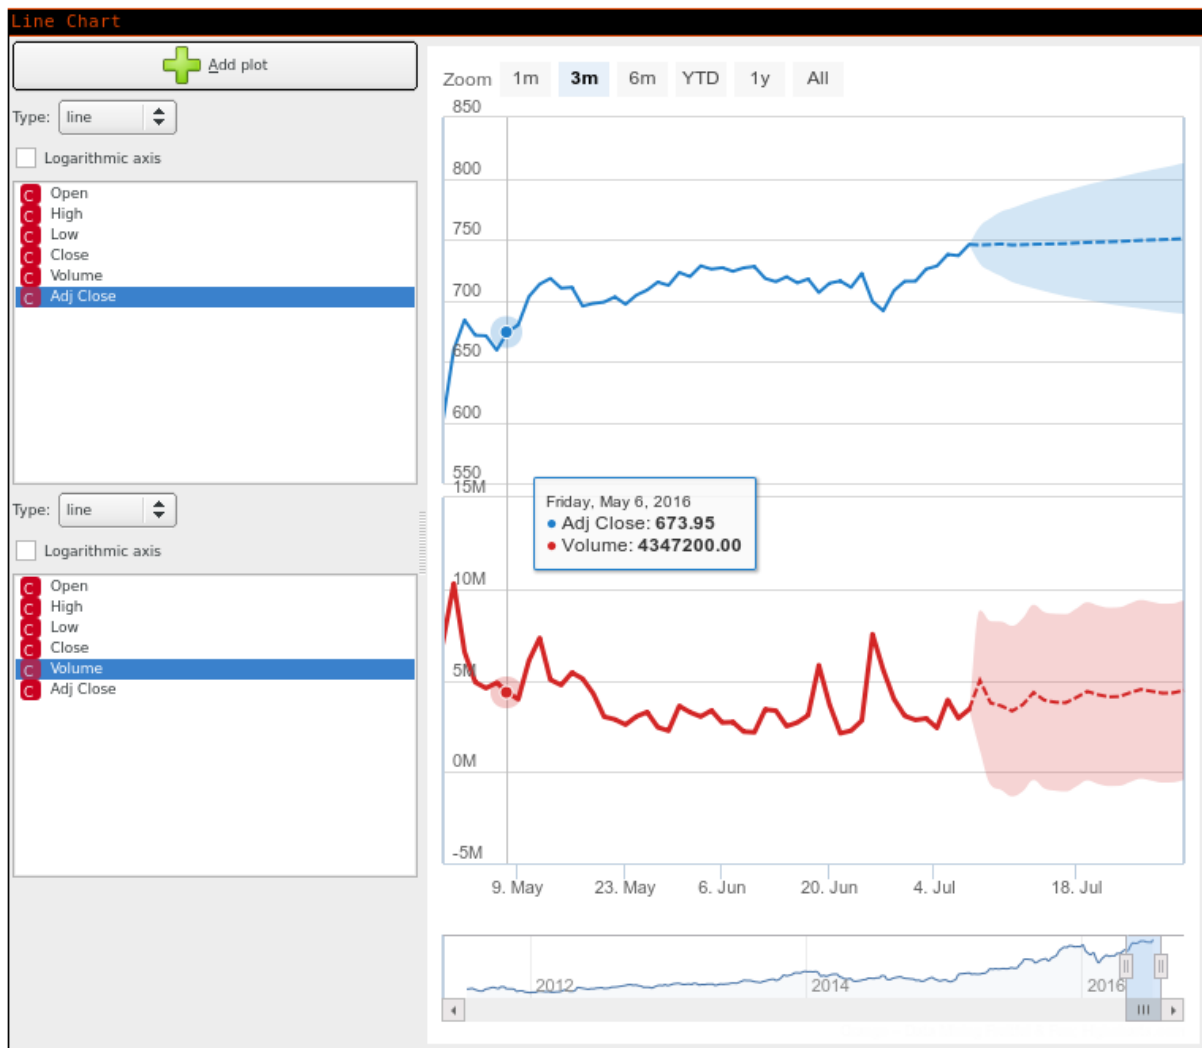 Line Chart
Add plot
Type: line
Logarithmic axis
C Open
C High
C Low
C Close
C Volume
C Adj Close
Type: line
Logarithmic axis
C Open
C High
C Low
C Close
C Volume
C Adj Close
Zoom 1m 3m 6m YTD 1y All
850
800
750
700
650
600
550
15M
Friday, May 6, 2016
Adj Close: 673.95
Volume: 4347200.00
10M
5M
0M
-5M
9. May 23. May 6. Jun 20. Jun 4. Jul 18. Jul
2012 2014 2016